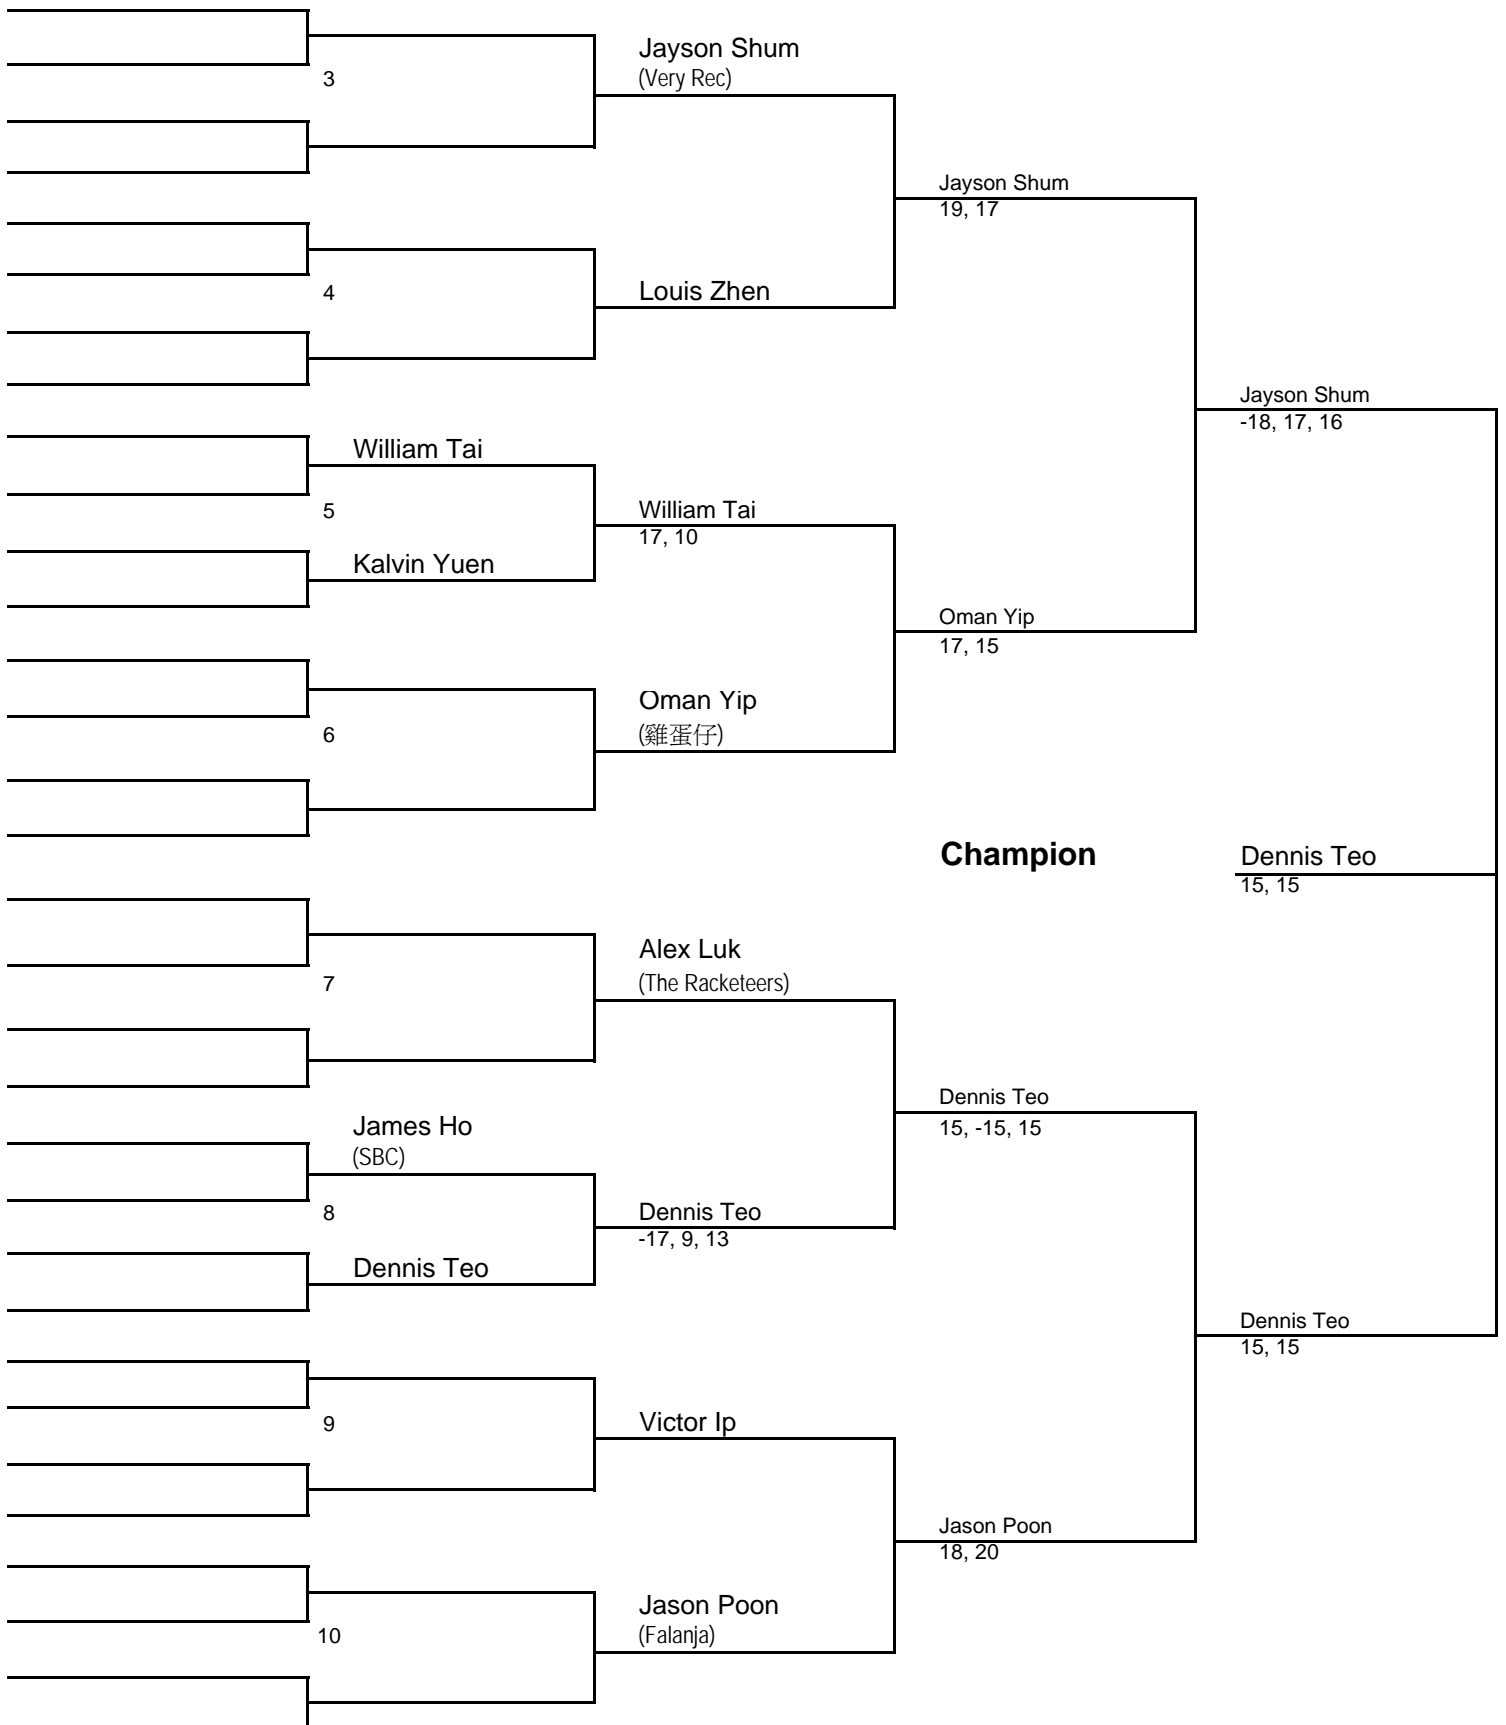 Jayson Shum
(Very Rec)
3
Jayson Shum
19, 17
4
Louis Zhen
Jayson Shum
-18, 17, 16
William Tai
5
William Tai
17, 10
Kalvin Yuen
Oman Yip
17, 15
Oman Yip
(雞蛋仔)
6
Champion
Dennis Teo
15, 15
Alex Luk
(The Racketeers)
7
Dennis Teo
15, -15, 15
James Ho
(SBC)
8
Dennis Teo
-17, 9, 13
Dennis Teo
Dennis Teo
15, 15
9
Victor Ip
Jason Poon
18, 20
Jason Poon
(Falanja)
10